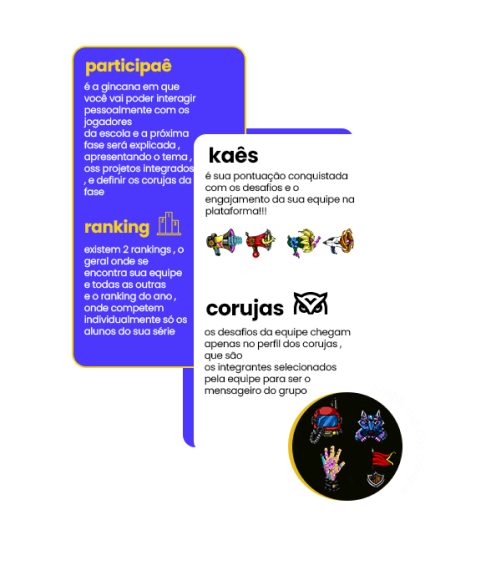 participaê
é a gincana em que
você vai poder interagir
pessoalmente com os
jogadores
da escola e a próxima
fase será explicada ,
apresentando o tema ,
oss projetos integrados
, e definir os corujas da
fase
ranking
existem 2 rankings , o
geral onde se
encontra sua equipe
e todas as outras
e o ranking do ano ,
onde competem
individualmente só os
alunos do sua série
kaês
é sua pontuação conquistada
com os desafios e o
engajamento da sua equipe na
plataforma!!!
corujas
os desafios da equipe chegam
apenas no perfil dos corujas ,
que são
os integrantes selecionados
pela equipe para ser o
mensageiro do grupo